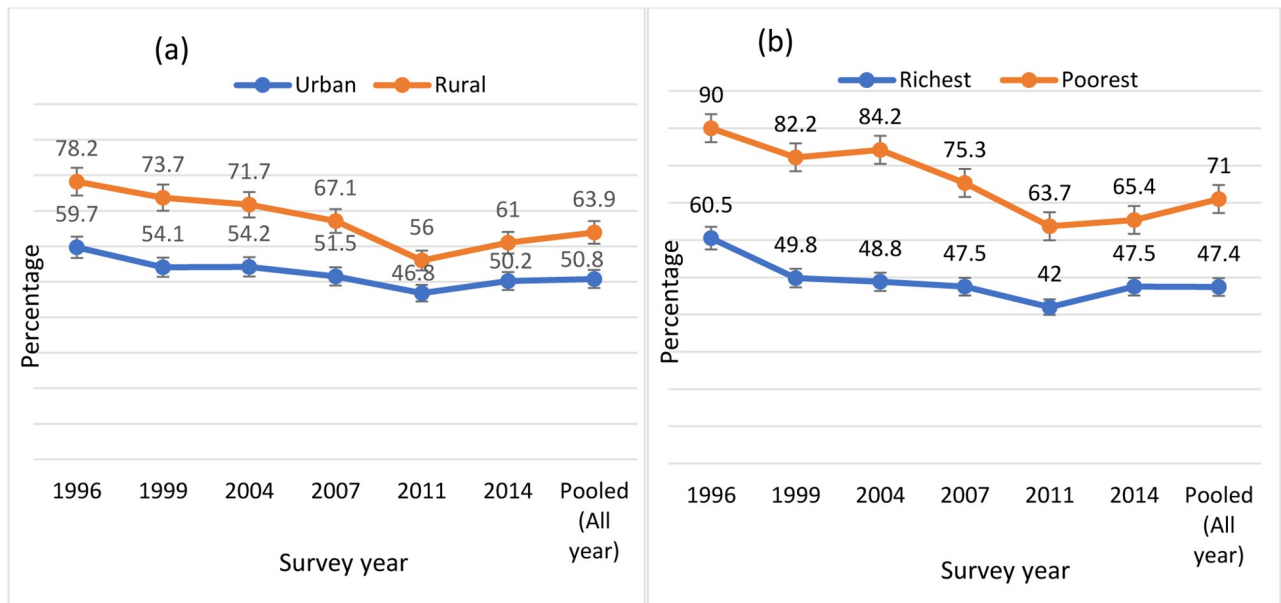 (a)
Urban Rural
78.2 73.7 71.7 67.1 56 61 63.9
59.7 54.1 54.2 51.5 46.8 50.2 50.8
Percentage
1996 1999 2004 2007 2011 2014 Pooled
(All
year)
Survey year
(b)
Richest Poorest
90 82.2 84.2 75.3 63.7 65.4 71
60.5 49.8 48.8 47.5 42 47.5 47.4
Percentage
1996 1999 2004 2007 2011 2014 Pooled
(All
year)
Survey year